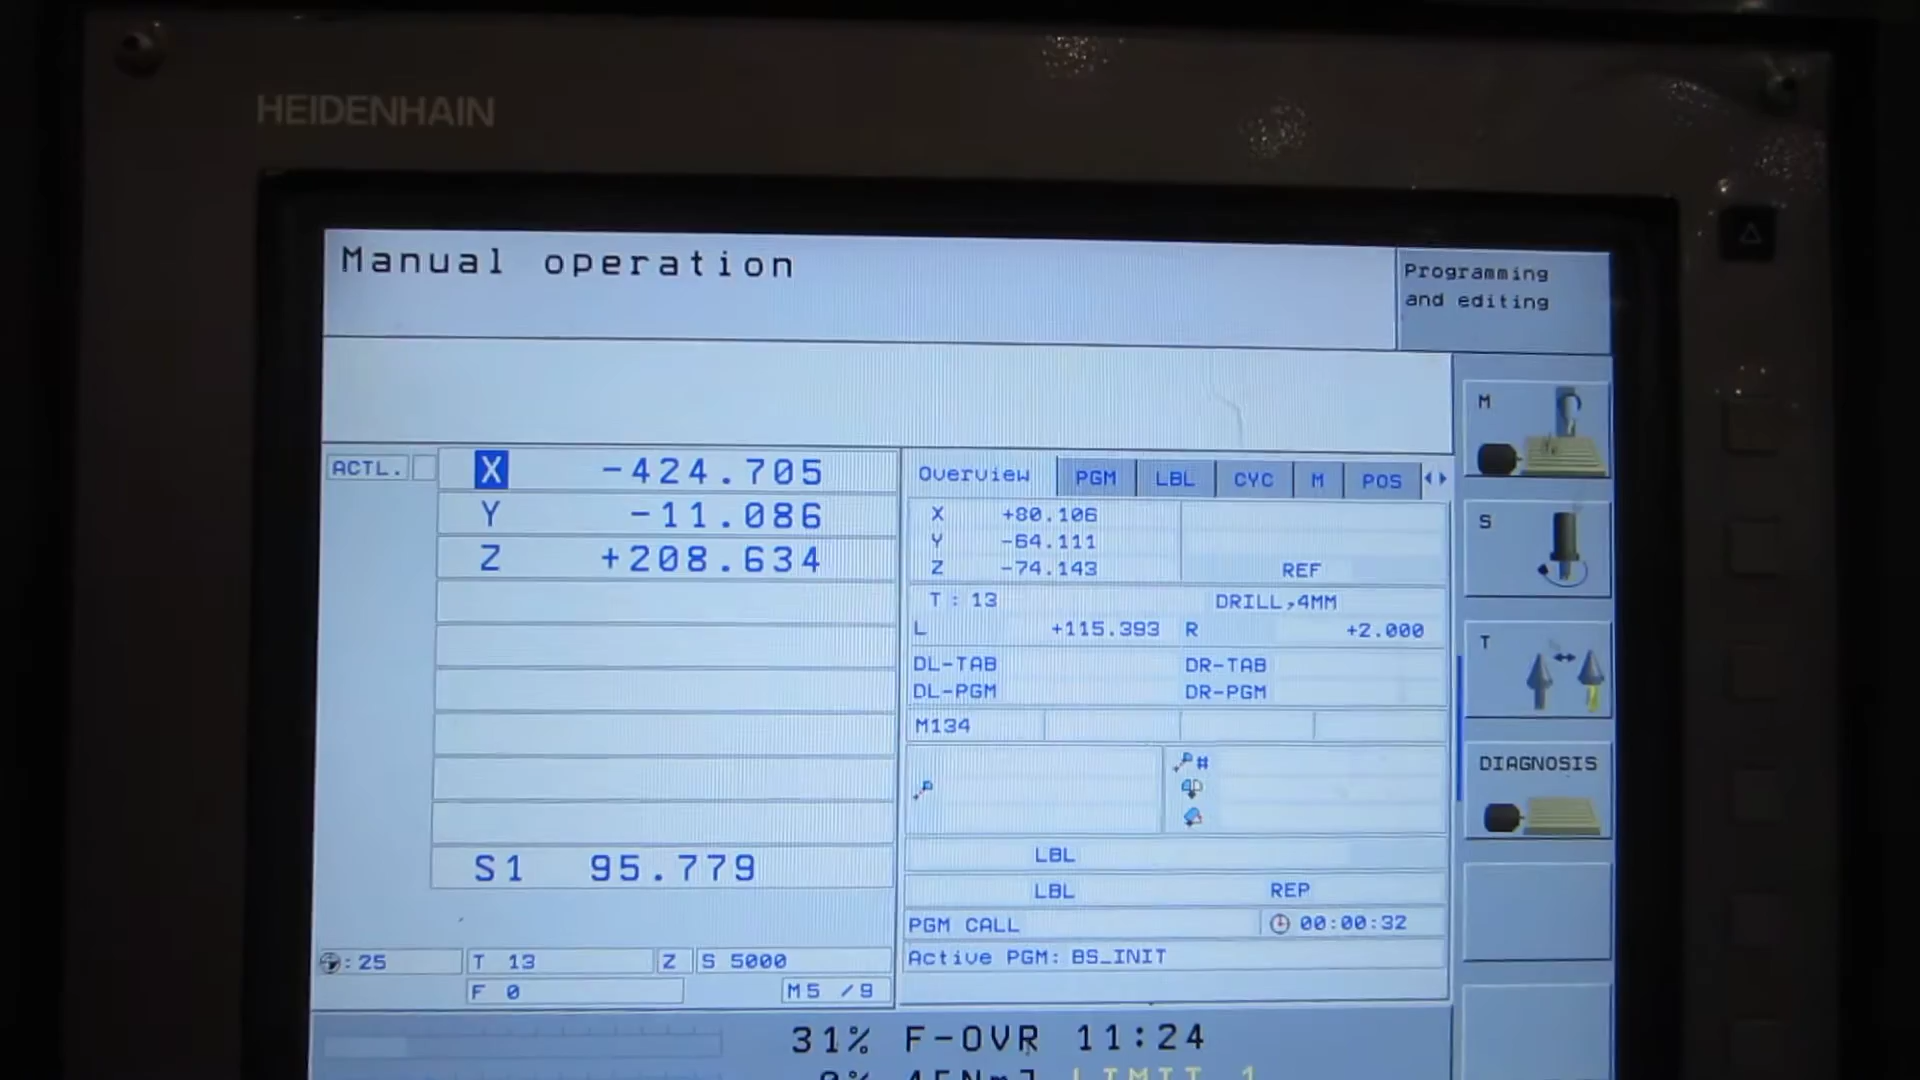 HEIDENHAIN
Manual operation
Programming
and editing
ACTL. X -424.705
Y -11.086
Z +208.634
S1 95.779
Overview PGM LBL CYC M POS
X +80.106
Y -64.111
Z -74.143 REF
T : 13 DRILL,4MM
L +115.393 R +2.000
DL-TAB DR-TAB
DL-PGM DR-PGM
M134
#
LBL
LBL REP
PGM CALL 00:00:32
Active PGM: BS_INIT
: 25 T 13 Z S 5000
F 0 M5 /9
31% F-OVR 11:24
LIMIT 1
M
S
T
DIAGNOSIS